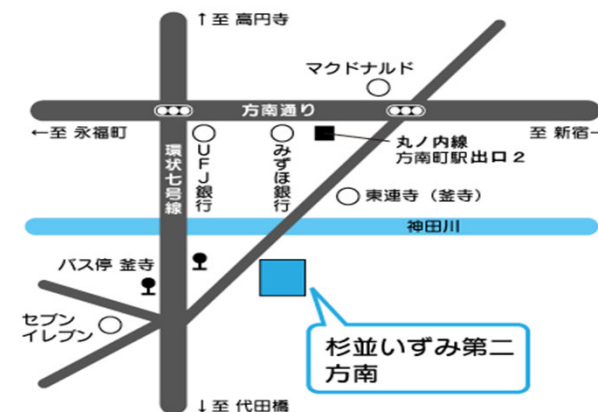 ↑至 高円寺
マクドナルド
方南通り
←至 永福町
至 新宿→
環状七号線
UFJ銀行
みずほ銀行
丸ノ内線
方南町駅出口2
東連寺（釜寺）
神田川
バス停 釜寺
セブン
イレブン
杉並いずみ第二
方南
↓至 代田橋